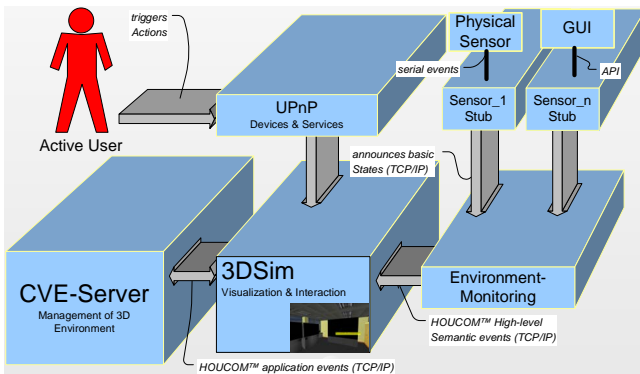 triggers
Actions
Physical
Sensor
GUI
serial events
API
UPnP
Devices & Services
Sensor_1
Stub
Sensor_n
Stub
Active User
announces basic
States (TCP/IP)
3DSim
Visualization & Interaction
CVE-Server
Management of 3D
Environment
Environment-
Monitoring
HOUCOM™ High-level
Semantic events (TCP/IP)
HOUCOM™ application events (TCP/IP)